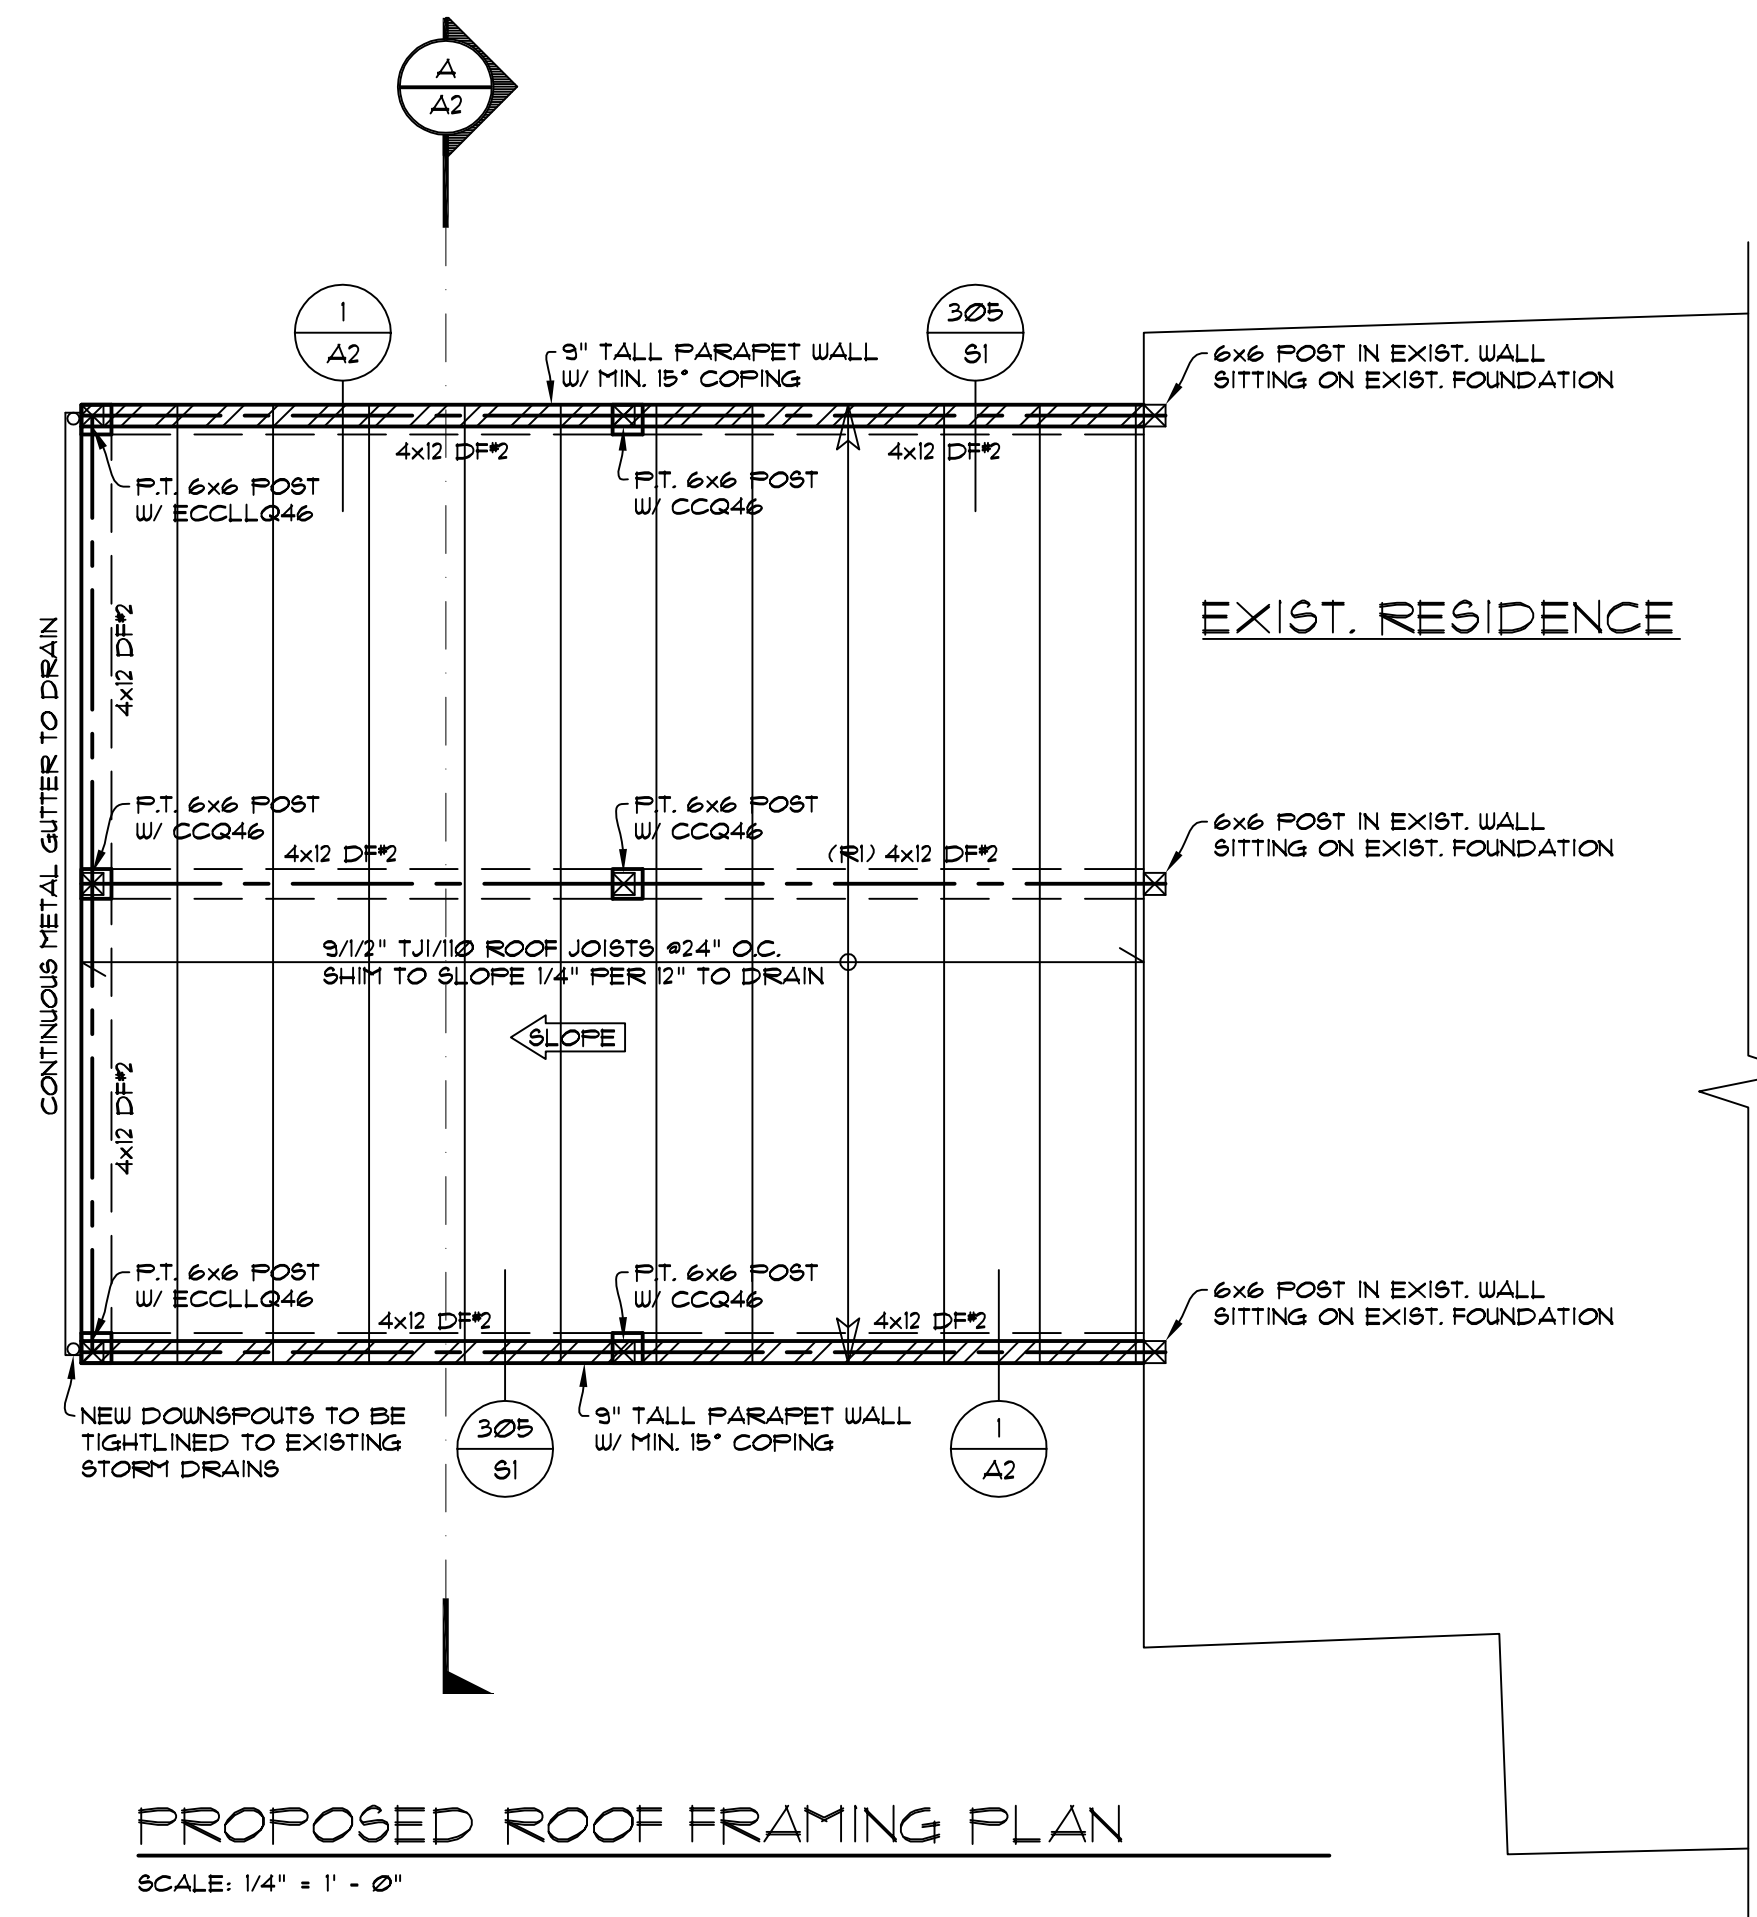 A
A2
1
A2
305
S1
9" TALL PARAPET WALL
W/ MIN. 15° COPING
6x6 POST IN EXIST. WALL
SITTING ON EXIST. FOUNDATION
4x12 DF#2
4x12 DF#2
P.T. 6x6 POST
W/ ECCLLQ46
P.T. 6x6 POST
W/ CCQ46
EXIST. RESIDENCE
4x12 DF#2
CONTINUOUS METAL GUTTER TO DRAIN
P.T. 6x6 POST
W/ CCQ46
P.T. 6x6 POST
W/ CCQ46
6x6 POST IN EXIST. WALL
SITTING ON EXIST. FOUNDATION
4x12 DF#2
(R1) 4x12 DF#2
9/1/2" TJI/110 ROOF JOISTS @24" O.C.
SHIM TO SLOPE 1/4" PER 12" TO DRAIN
SLOPE
4x12 DF#2
P.T. 6x6 POST
W/ ECCLLQ46
P.T. 6x6 POST
W/ CCQ46
6x6 POST IN EXIST. WALL
SITTING ON EXIST. FOUNDATION
4x12 DF#2
4x12 DF#2
NEW DOWNSPOUTS TO BE
TIGHTLINED TO EXISTING
STORM DRAINS
305
S1
9" TALL PARAPET WALL
W/ MIN. 15° COPING
1
A2
PROPOSED ROOF FRAMING PLAN
SCALE: 1/4" = 1' - 0"